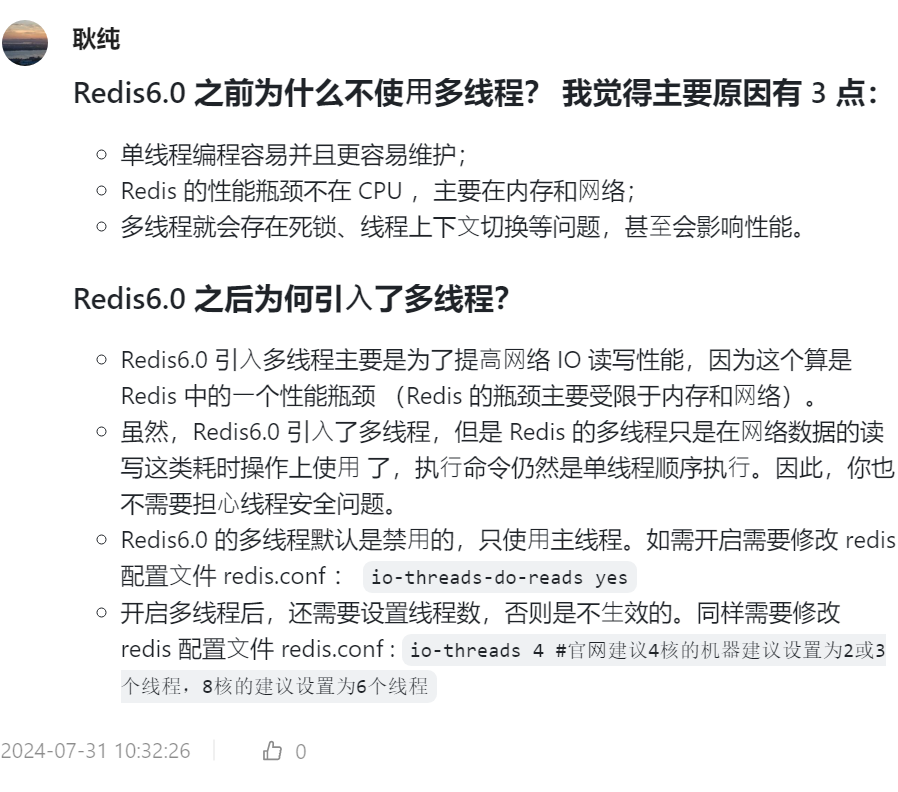 耿纯
Redis6.0 之前为什么不使用多线程? 我觉得主要原因有 3 点：
○ 单线程编程容易并且更容易维护；
○ Redis 的性能瓶颈不在 CPU ，主要在内存和网络；
○ 多线程就会存在死锁、线程上下文切换等问题，甚至会影响性能。
Redis6.0 之后为何引入了多线程？
○ Redis6.0 引入多线程主要是为了提高网络 IO 读写性能，因为这个算是
Redis 中的一个性能瓶颈 （Redis 的瓶颈主要受限于内存和网络）。
○ 虽然，Redis6.0 引入了多线程，但是 Redis 的多线程只是在网络数据的读
写这类耗时操作上使用 了，执行命令仍然是单线程顺序执行。因此，你也
不需要担心线程安全问题。
○ Redis6.0 的多线程默认是禁用的，只使用主线程。如需开启需要修改 redis
配置文件 redis.conf ： io-threads-do-reads yes
○ 开启多线程后，还需要设置线程数，否则是不生效的。同样需要修改
redis 配置文件 redis.conf : io-threads 4 #官网建议4核的机器建议设置为2或3
个线程，8核的建议设置为6个线程
2024-07-31 10:32:26 0